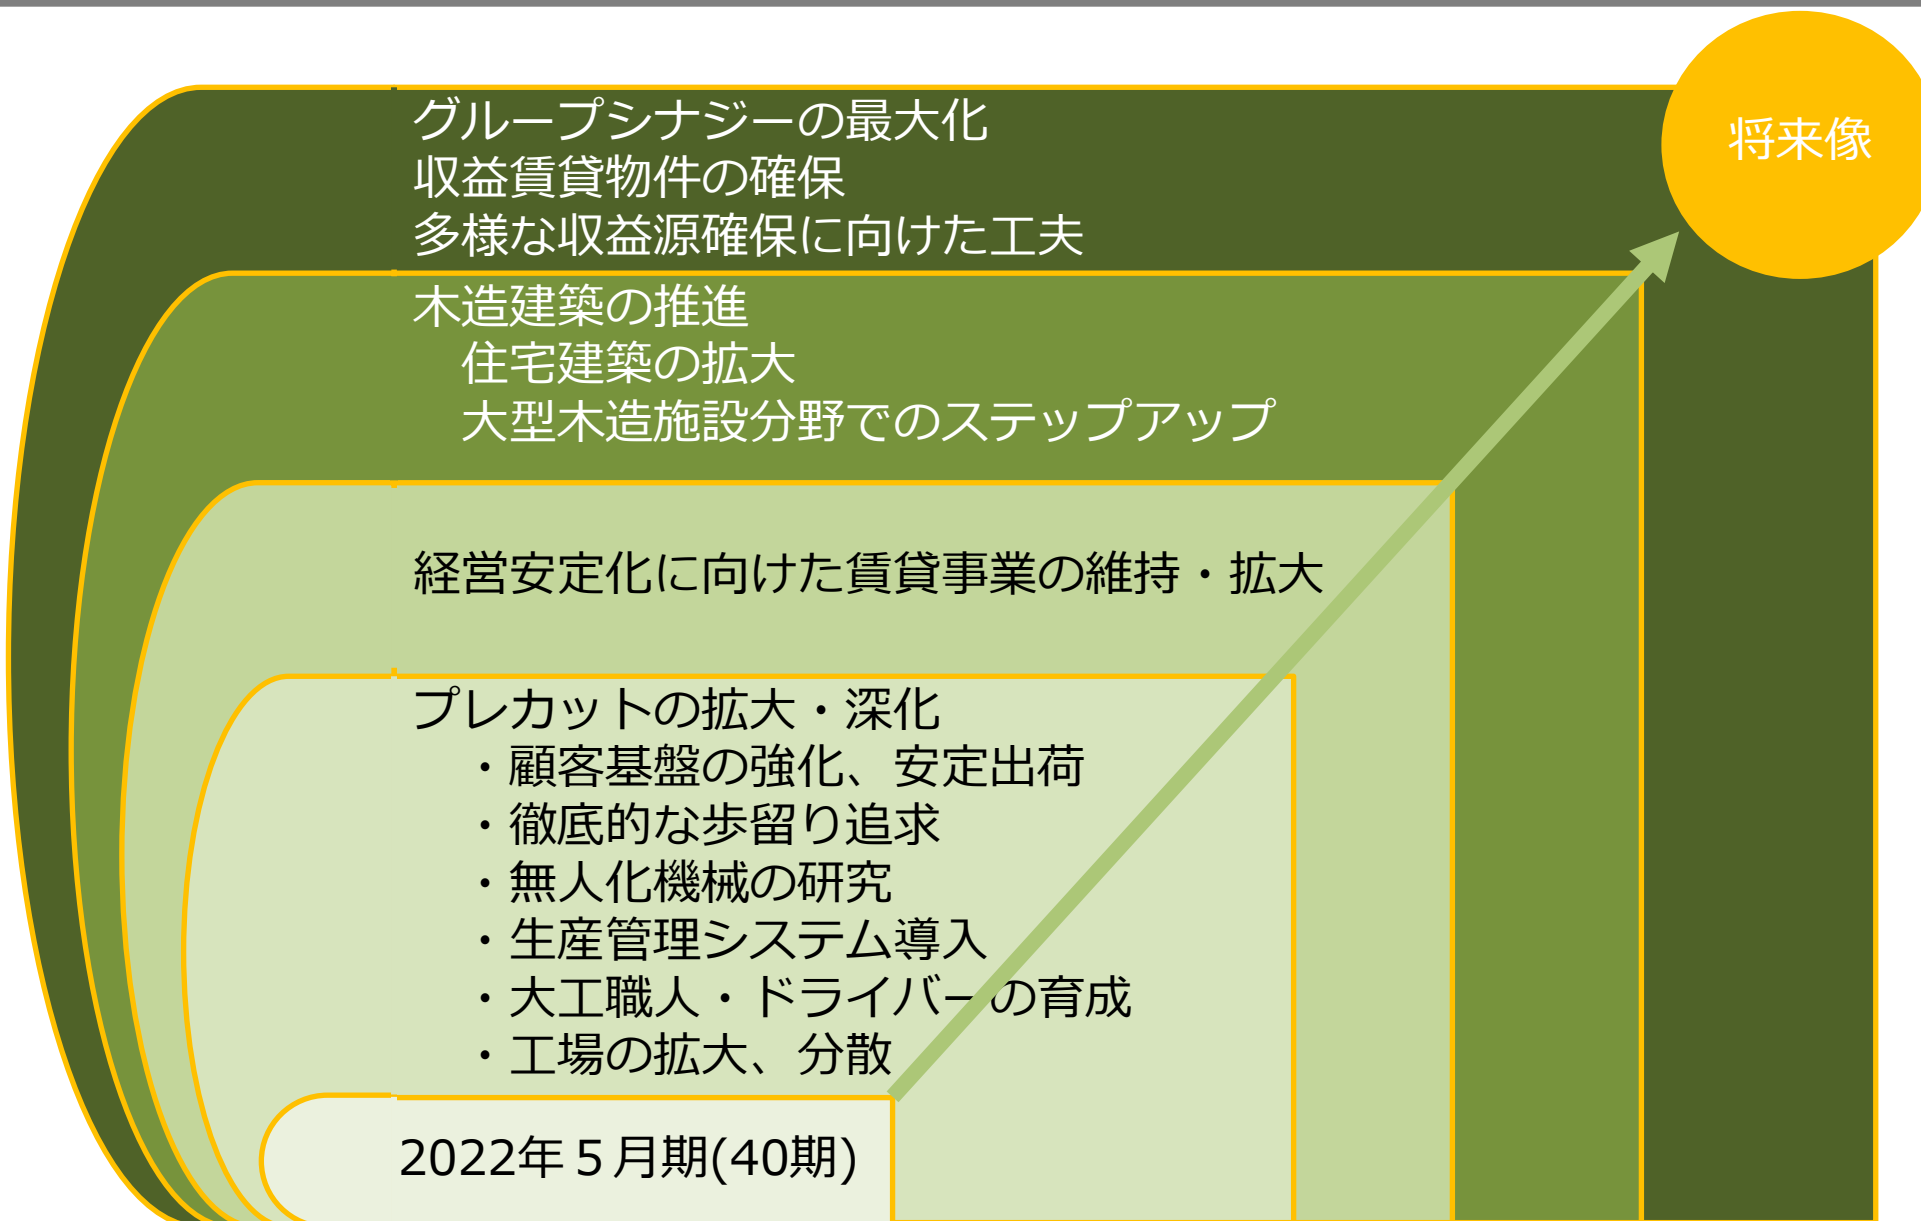 将来像
グループシナジーの最大化
収益賃貸物件の確保
多様な収益源確保に向けた工夫
木造建築の推進
住宅建築の拡大
大型木造施設分野でのステップアップ
経営安定化に向けた賃貸事業の維持・拡大
プレカットの拡大・深化
・顧客基盤の強化、安定出荷
・徹底的な歩留り追求
・無人化機械の研究
・生産管理システム導入
・大工職人・ドライバーの育成
・工場の拡大、分散
2022年５月期(40期)